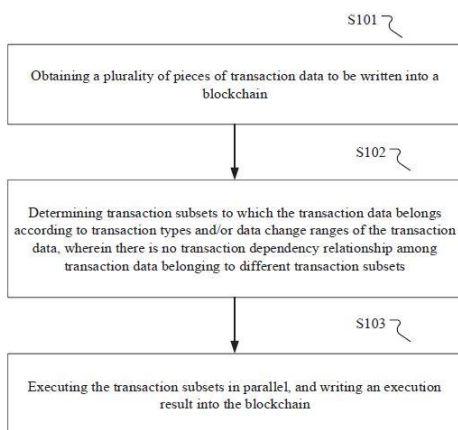 S101
Obtaining a plurality of pieces of transaction data to be written into a
blockchain
S102
Determining transaction subsets to which the transaction data belongs
according to transaction types and/or data change ranges of the transaction
data, wherein there is no transaction dependency relationship among
transaction data belonging to different transaction subsets
S103
Executing the transaction subsets in parallel, and writing an execution
result into the blockchain